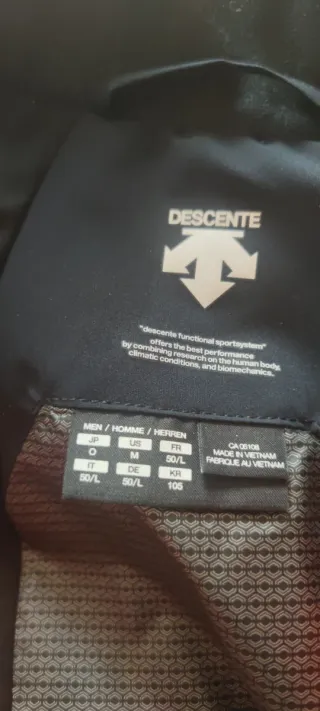 DESCENTE
"descente functional sportsystem"
offers the best performance
by combining research on the human body,
climatic conditions, and biomechanics.
MEN / HOMME / HERREN
JP US FR
O M 50/L
IT DE KR
50/L 50/L 105
CA 05108
MADE IN VIETNAM
FABRIQUE AU VIETNAM